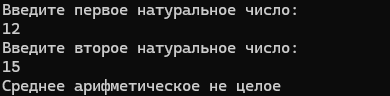 Введите первое натуральное число:
12
Введите второе натуральное число:
15
Среднее арифметическое не целое